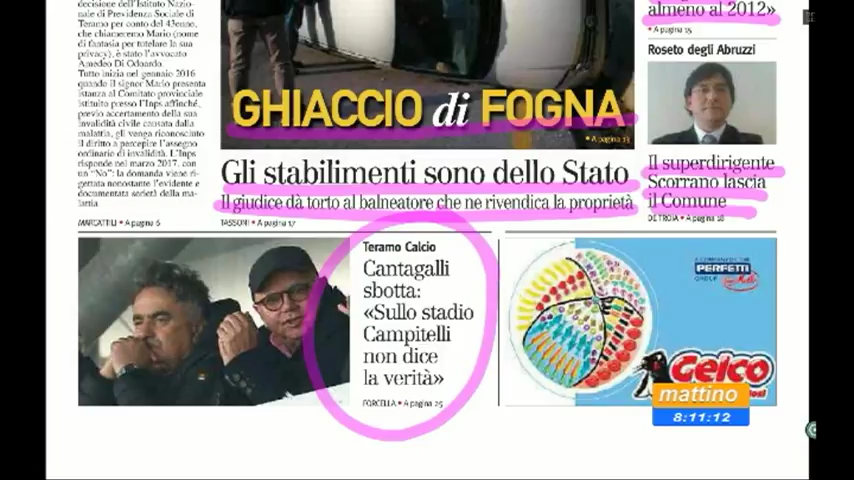 decisione dell'Istituto Nazio-
nale di Previdenza Sociale di
Teramo per conto del 43enne,
che chiameremo Mario (nome
di fantasia per tutelare la sua
privacy), è stato l'avvocato
Amedeo Di Odoardo.
Tutto inizia nel gennaio 2016
quando il signor Mario presenta
istanza al Comitato provinciale
istituito presso l'Inps affinché,
previo accertamento della sua
invalidità civile causata dalla
malattia, gli venga riconosciuto
il diritto a percepire l'assegno
ordinario di invalidità. L'Inps
risponde nel marzo 2017, con
un "No": la domanda viene ri-
gettata nonostante l'evidente e
documentata serietà della ma-
lattia
MARCATTILI • A pagina 6
GHIACCIO di FOGNA
• A pagina 13
Gli stabilimenti sono dello Stato
Il giudice dà torto al balneatore che ne rivendica la proprietà
TASSONI • A pagina 17
almeno al 2012»
• A pagina 15
Roseto degli Abruzzi
Il superdirigente
Scorrano lascia
il Comune
DE TROIA • A pagina 18
Teramo Calcio
Cantagalli
sbotta:
«Sullo stadio
Campitelli
non dice
la verità»
FORCELLA • A pagina 25
PERFETTI
GROUP
Gelco
mattino
8:11:12